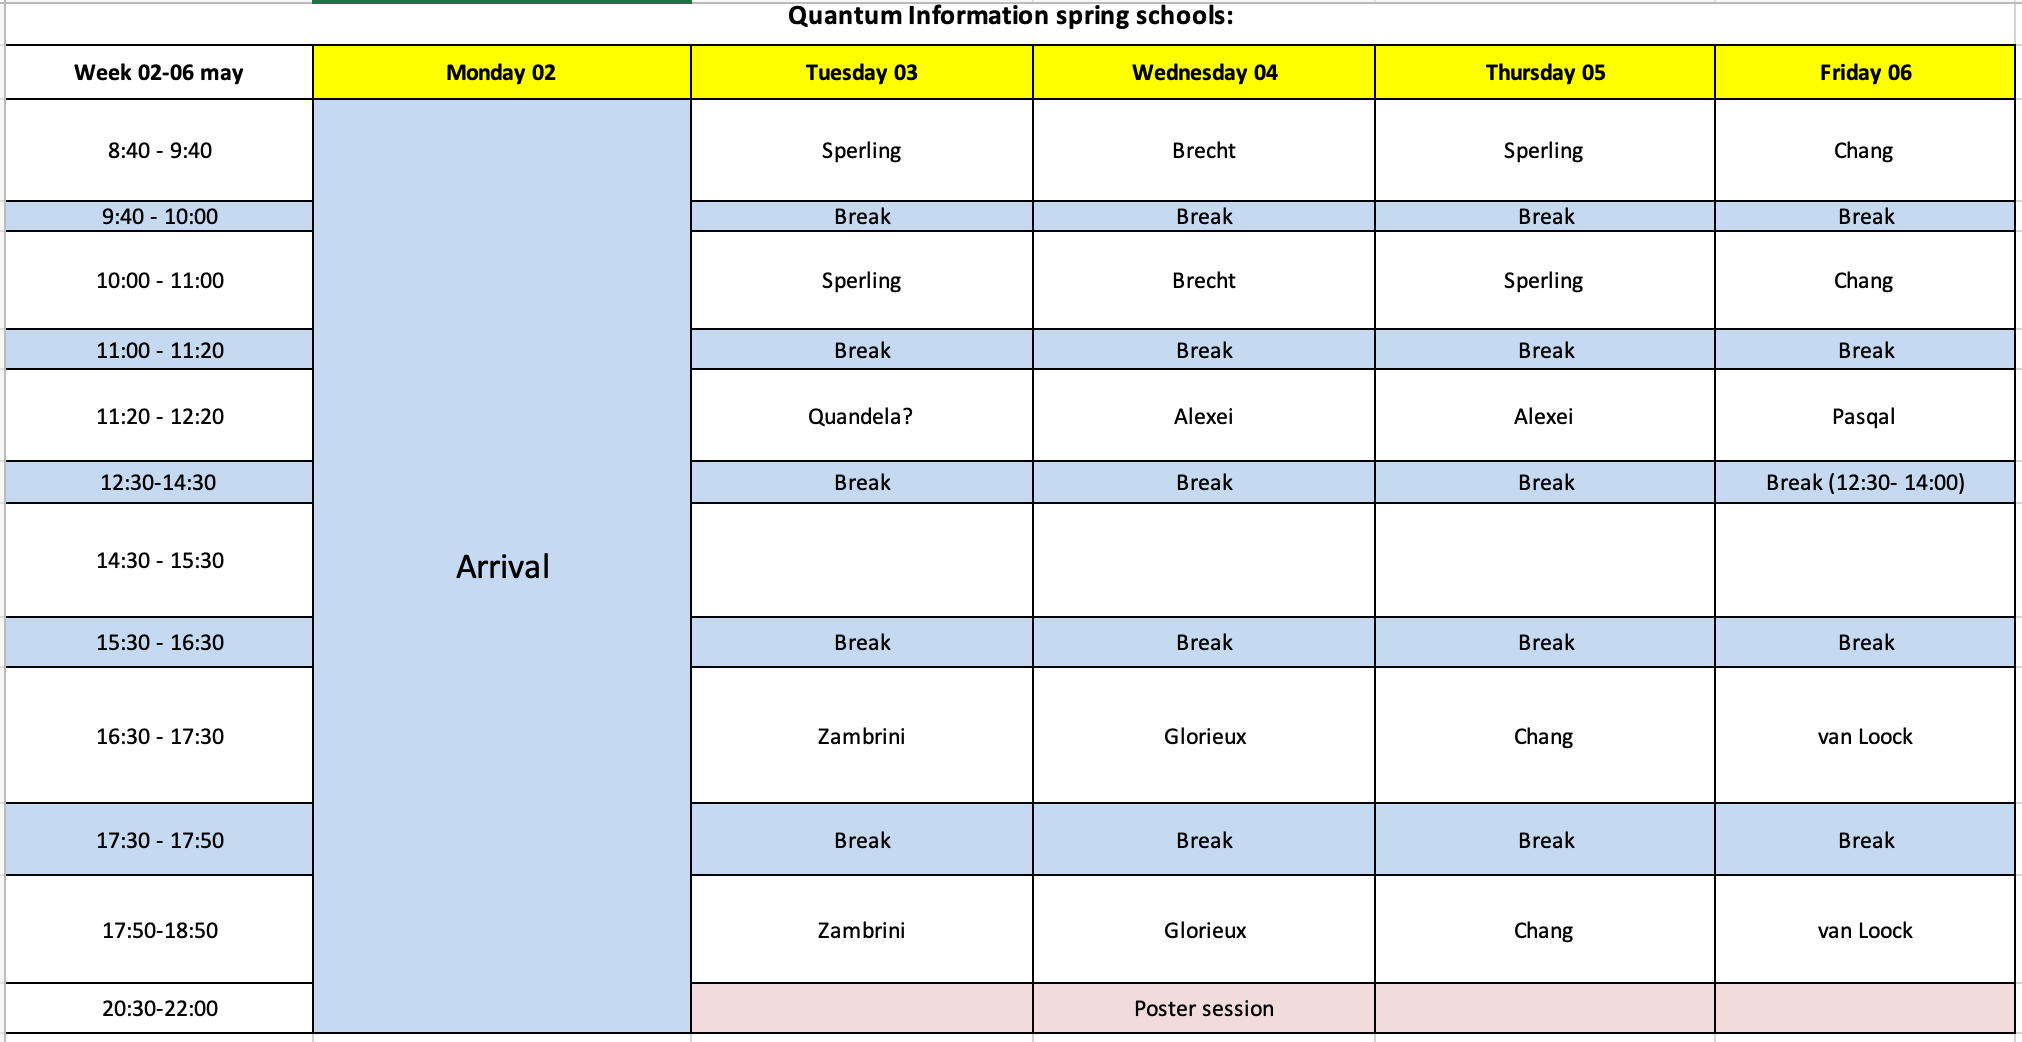 Quantum Information spring schools:
Week 02-06 may Monday 02 Tuesday 03 Wednesday 04 Thursday 05 Friday 06
8:40 - 9:40 Sperling Brecht Sperling Chang
9:40 - 10:00 Break Break Break Break
10:00 - 11:00 Sperling Brecht Sperling Chang
11:00 - 11:20 Break Break Break Break
11:20 - 12:20 Quandela? Alexei Alexei Pasqal
12:30-14:30 Break Break Break Break (12:30- 14:00)
14:30 - 15:30 Arrival
15:30 - 16:30 Break Break Break Break
16:30 - 17:30 Zambrini Glorieux Chang van Loock
17:30 - 17:50 Break Break Break Break
17:50-18:50 Zambrini Glorieux Chang van Loock
20:30-22:00 Poster session